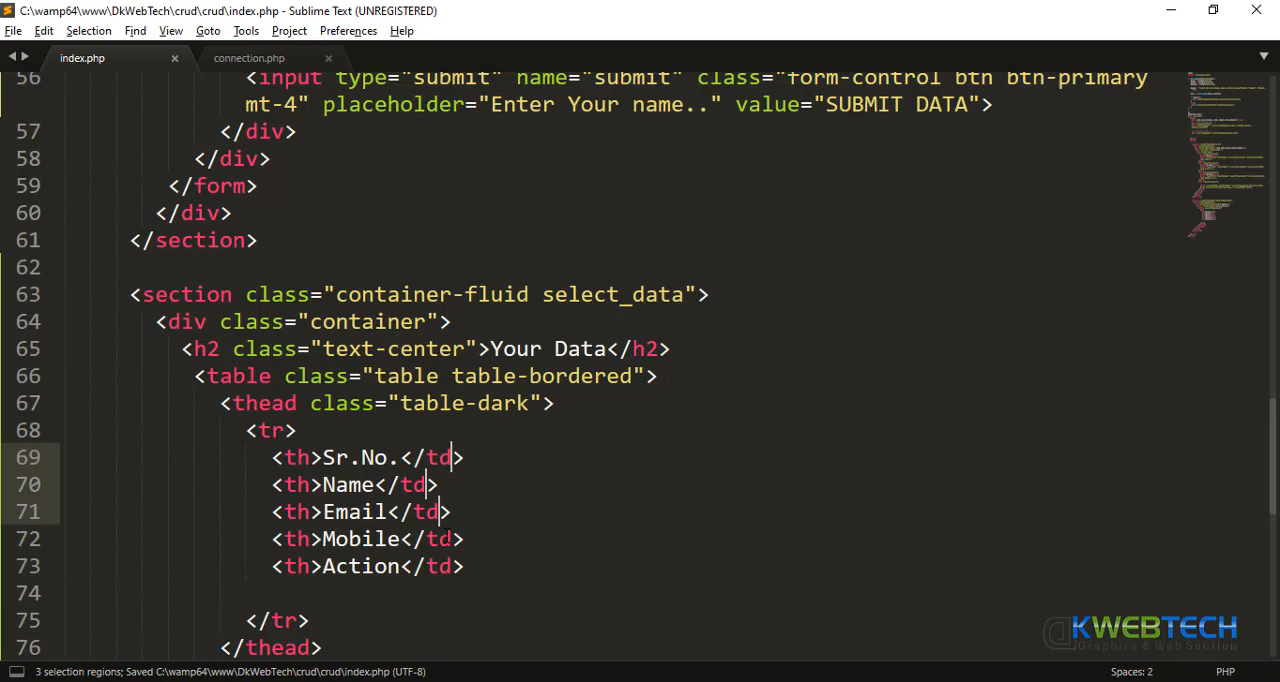 C:\wamp64\www\DkWebTech\crud\crud\index.php - Sublime Text (UNREGISTERED)
File Edit Selection Find View Goto Tools Project Preferences Help
index.php × connection.php ×
56 <input type="submit" name="submit" class="form-control btn btn-primary
mt-4" placeholder="Enter Your name.." value="SUBMIT DATA">
57 </div>
58 </div>
59 </form>
60 </div>
61 </section>
62
63 <section class="container-fluid select_data">
64 <div class="container">
65 <h2 class="text-center">Your Data</h2>
66 <table class="table table-bordered">
67 <thead class="table-dark">
68 <tr>
69 <th>Sr.No.</td>
70 <th>Name</td>
71 <th>Email</td>
72 <th>Mobile</td>
73 <th>Action</td>
74
75 </tr>
76 </thead>
DKWEBTECH
Graphics & Web Soultion
3 selection regions; Saved C:\wamp64\www\DkWebTech\crud\crud\index.php (UTF-8) Spaces: 2 PHP